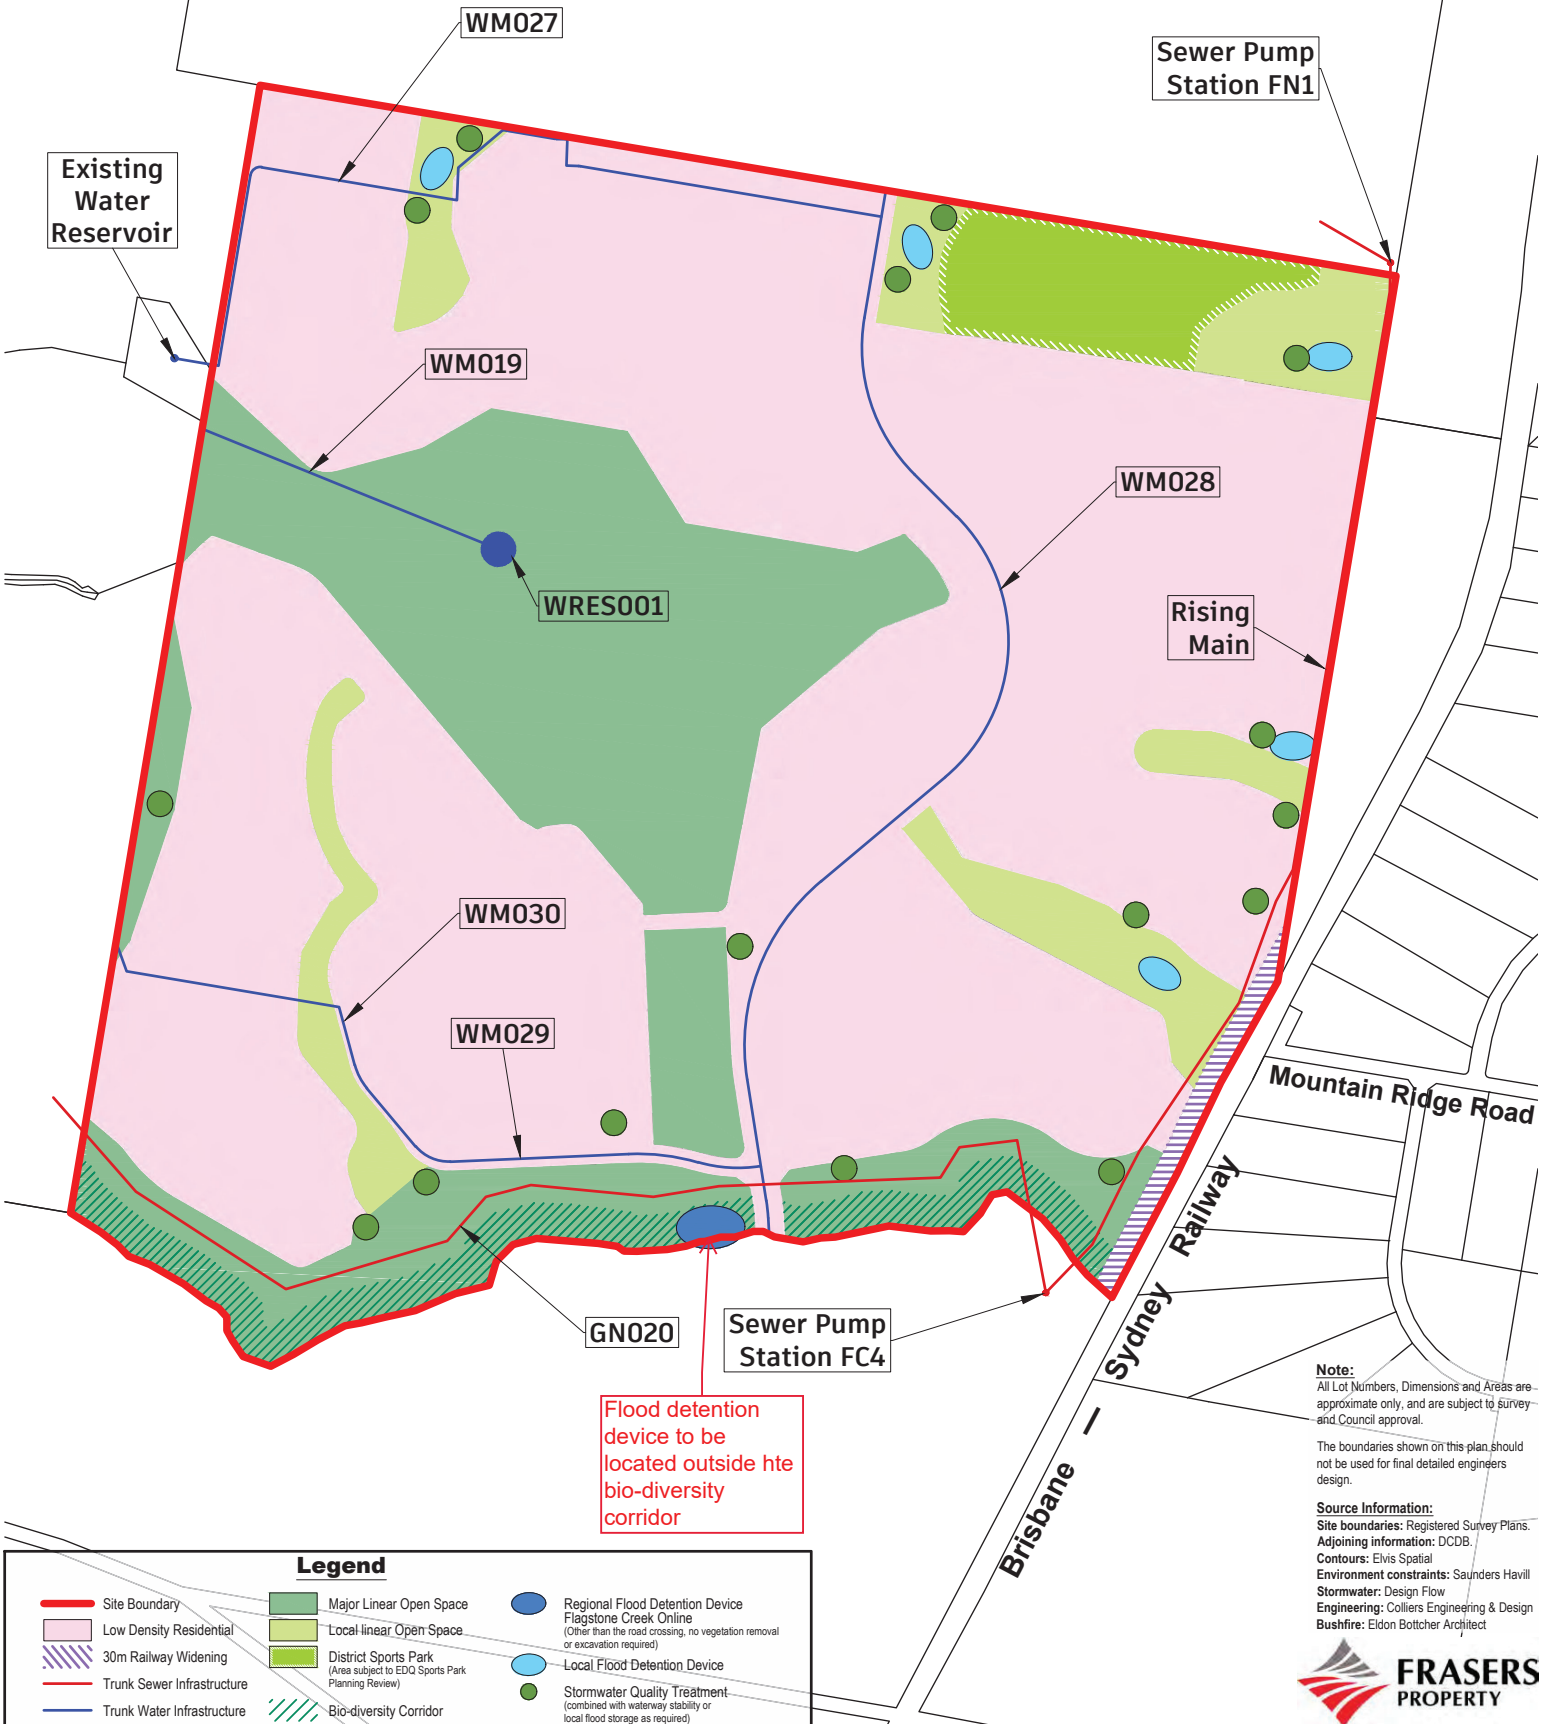 WM027
Sewer Pump
Station FN1
Existing
Water
Reservoir
WM019
WM028
WRES001
Rising
Main
WM030
WM029
Mountain Ridge Road
GN020
Sewer Pump
Station FC4
Brisbane — Sydney Railway
Flood detention
device to be
located outside hte
bio-diversity
corridor
Note:
All Lot Numbers, Dimensions and Areas are
approximate only, and are subject to survey
and Council approval.
The boundaries shown on this plan should
not be used for final detailed engineers
design.
Source Information:
Site boundaries: Registered Survey Plans.
Adjoining information: DCDB.
Contours: Elvis Spatial
Environment constraints: Saunders Havill
Stormwater: Design Flow
Engineering: Colliers Engineering & Design
Bushfire: Eldon Bottcher Architect
FRASERS
PROPERTY
Legend
Site Boundary
Low Density Residential
30m Railway Widening
Trunk Sewer Infrastructure
Trunk Water Infrastructure
Major Linear Open Space
Local linear Open Space
District Sports Park
(Area subject to EDQ Sports Park
Planning Review)
Bio-diversity Corridor
Regional Flood Detention Device
Flagstone Creek Online
(Other than the road crossing, no vegetation removal
or excavation required)
Local Flood Detention Device
Stormwater Quality Treatment
(combined with waterway stability or
local flood storage as required)